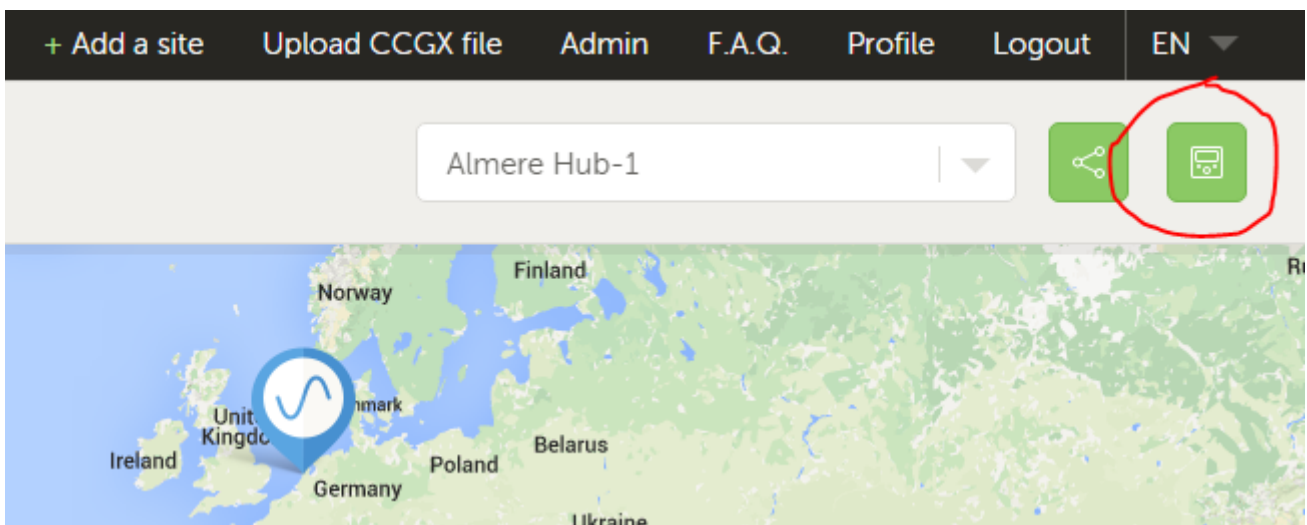 + Add a site Upload CCGX file Admin F.A.Q. Profile Logout EN
Almere Hub-1
Finland
Norway
Belarus
Ireland
Poland
Germany